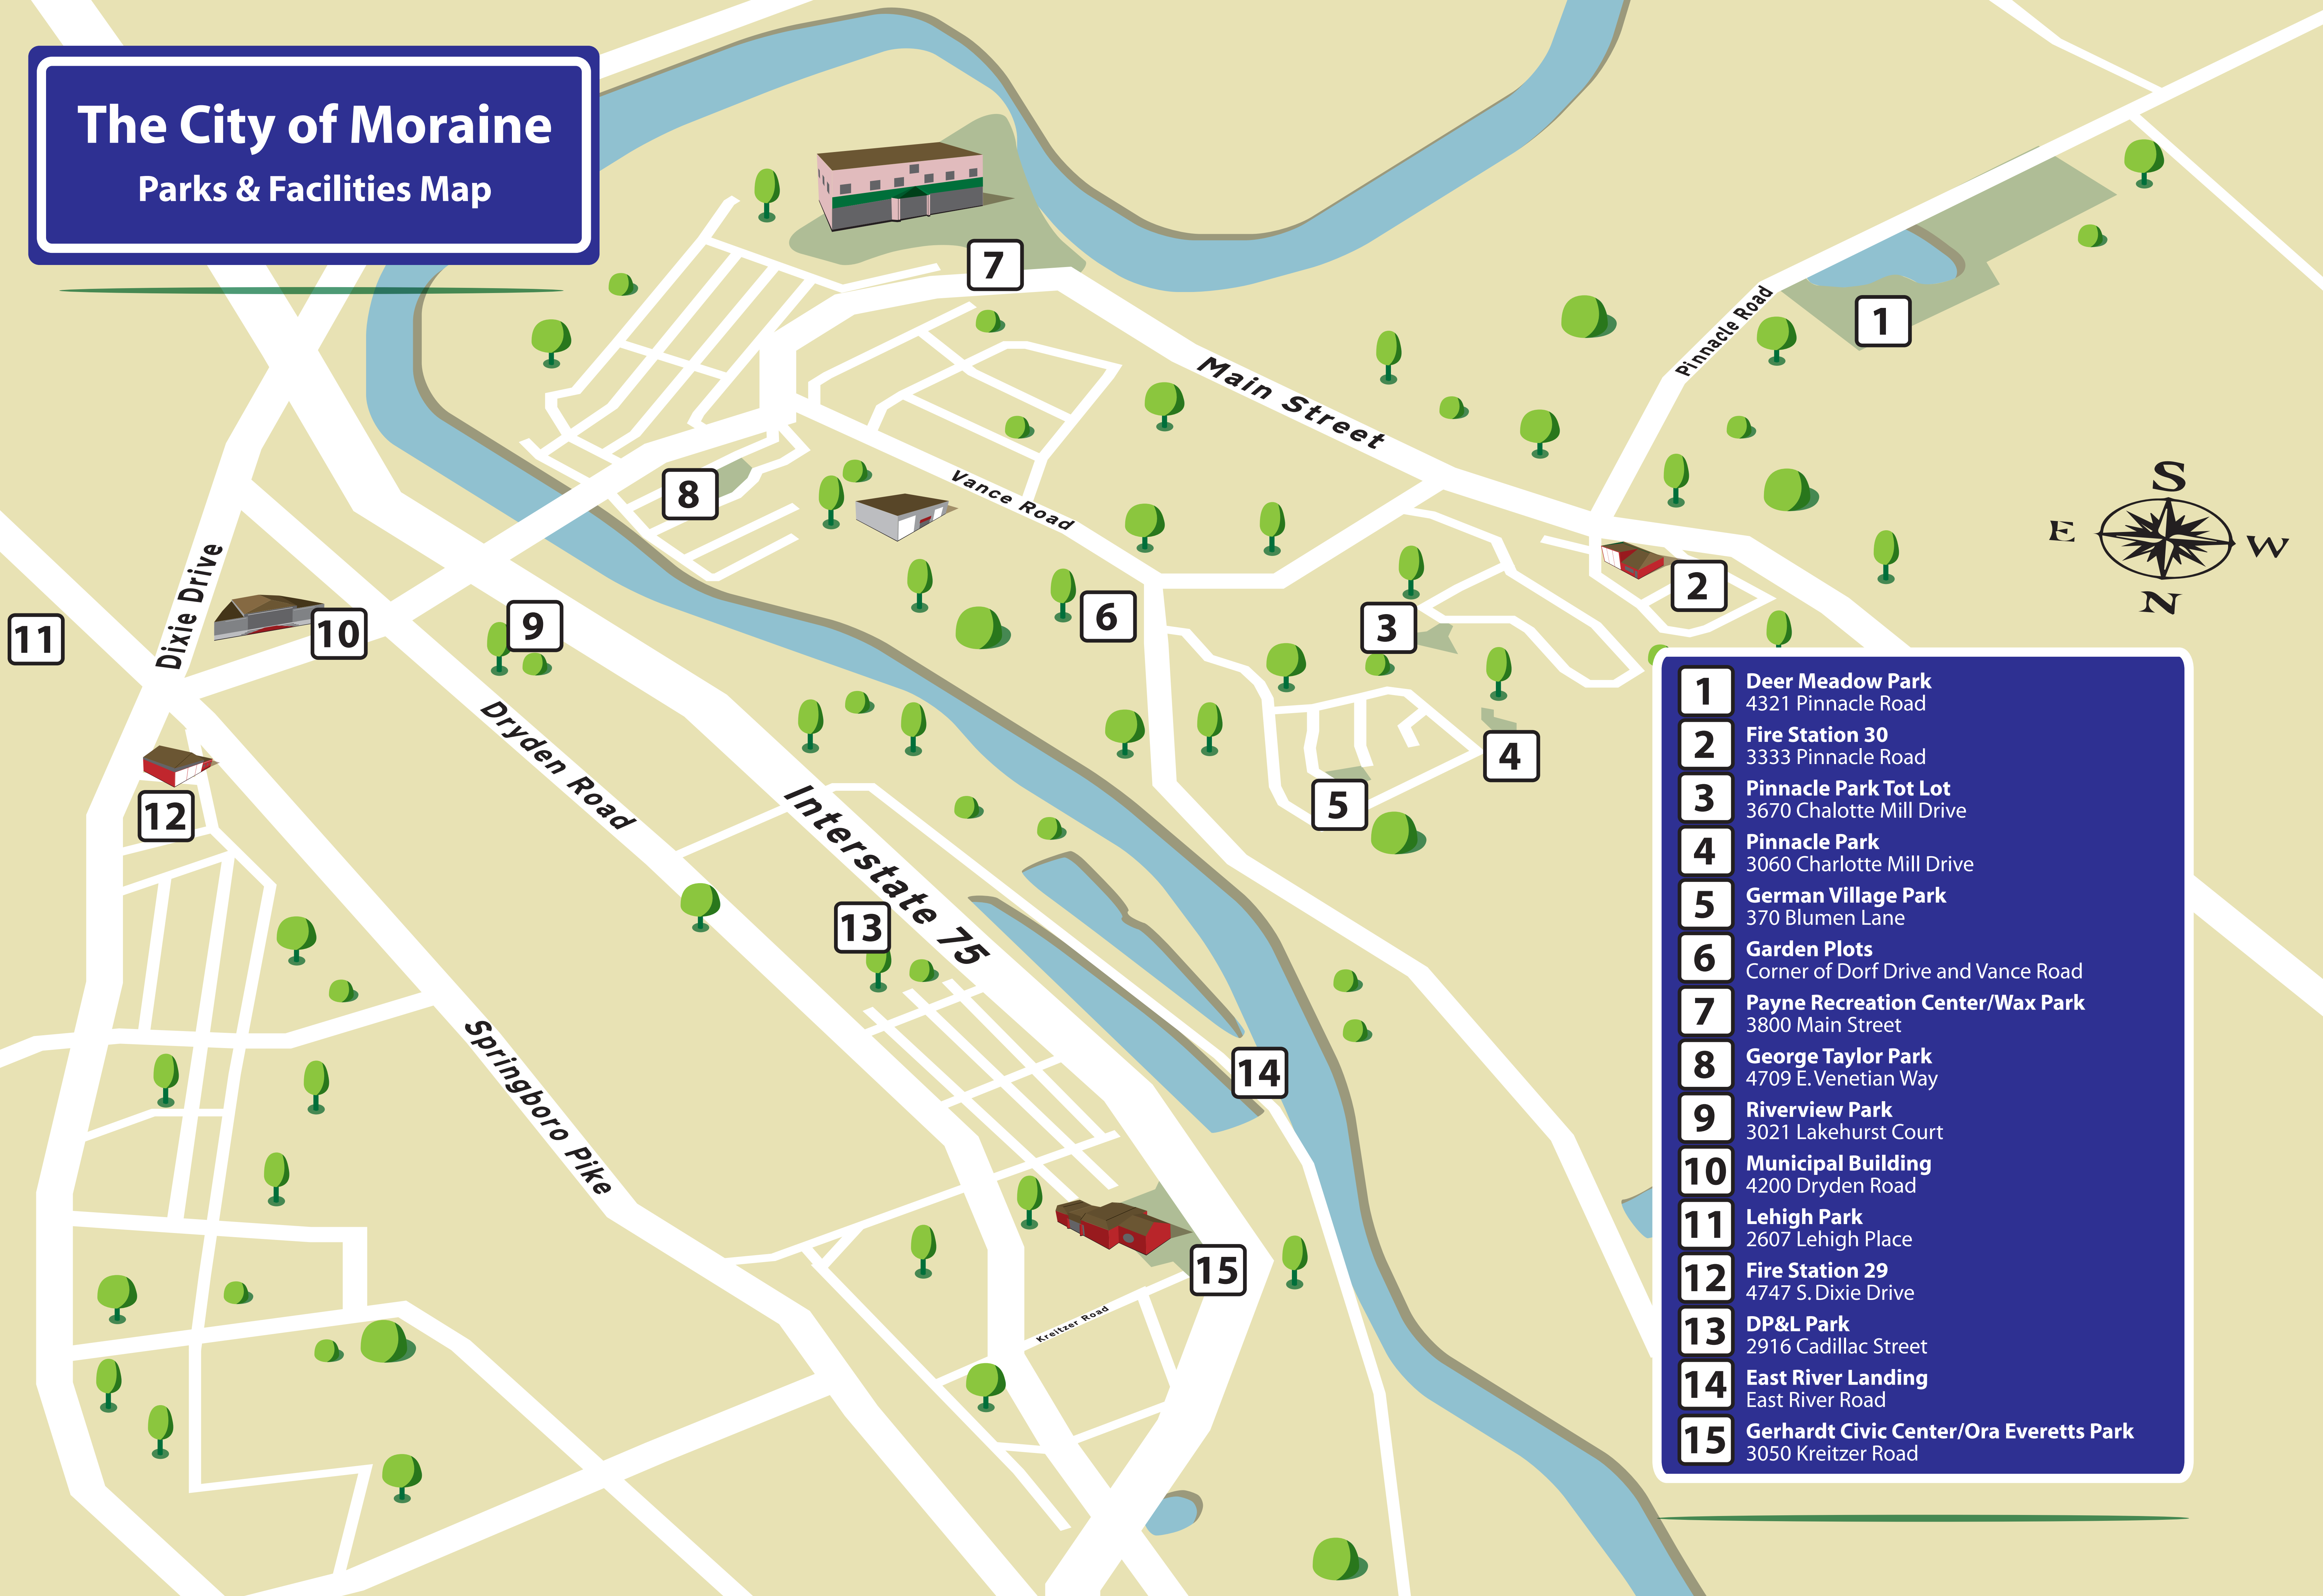 The City of Moraine
Parks & Facilities Map
7
1
Pinnacle Road
Main Street
8
Vance Road
S
E
W
N
2
6
3
9
10
11
Dixie Drive
4
5
12
Dryden Road
Interstate 75
13
14
Springboro Pike
15
Kreitzer Road
1
Deer Meadow Park
4321 Pinnacle Road
2
Fire Station 30
3333 Pinnacle Road
3
Pinnacle Park Tot Lot
3670 Chalotte Mill Drive
4
Pinnacle Park
3060 Charlotte Mill Drive
5
German Village Park
370 Blumen Lane
6
Garden Plots
Corner of Dorf Drive and Vance Road
7
Payne Recreation Center/Wax Park
3800 Main Street
8
George Taylor Park
4709 E. Venetian Way
9
Riverview Park
3021 Lakehurst Court
10
Municipal Building
4200 Dryden Road
11
Lehigh Park
2607 Lehigh Place
12
Fire Station 29
4747 S. Dixie Drive
13
DP&L Park
2916 Cadillac Street
14
East River Landing
East River Road
15
Gerhardt Civic Center/Ora Everetts Park
3050 Kreitzer Road